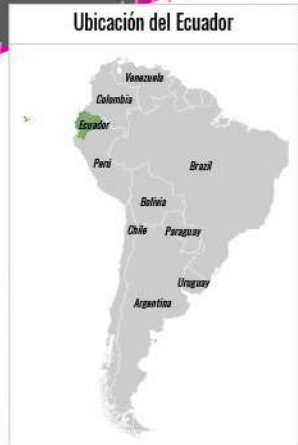 Ubicación del Ecuador
Venezuela
Colombia
Ecuador
Perú
Brazil
Bolivia
Chile
Paraguay
Uruguay
Argentina